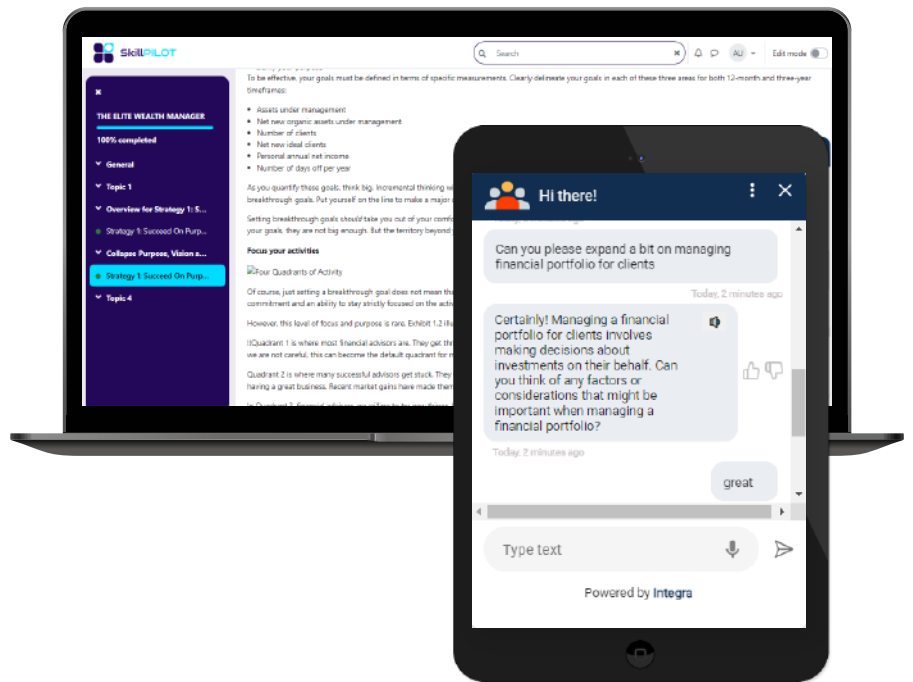 SkillPILOT
Search
AU
Edit mode
To be effective, your goals must be defined in terms of specific measurements. Clearly delineate your goals in each of these three areas for both 12-month and three-year
timeframes:
Assets under management
Net new organic assets under management
Number of clients
Net new ideal clients
Personal annual net income
Number of days off per year
As you quantify these goals, think big. Incremental thinking
breakthrough goals. Put yourself on the line to make a major
Setting breakthrough goals should take you out of your
your goals, they are not big enough. But the territory beyond
Focus your activities
Four Quadrants of Activity
Of course, just setting a breakthrough goal does not mean
commitment and an ability to stay strictly focused on the
However, this level of focus and purpose is rare. Exhibit 1.2
Quadrant 1 is where most financial advisors are. They get
we are not careful, this can become the default quadrant for
Quadrant 2 is where many successful advisors get stuck. They
having a great business. Recent market gains have made
THE ELITE WEALTH MANAGER
100% completed
General
Topic 1
Overview for Strategy 1: S...
Strategy 1: Succeed On Purp...
Collapse Purpose, Vision a...
Strategy 1: Succeed On Purp...
Topic 4
Hi there!
Can you please expand a bit on managing
financial portfolio for clients
Today, 2 minutes ago
Certainly! Managing a financial
portfolio for clients involves
making decisions about
investments on their behalf. Can
you think of any factors or
considerations that might be
important when managing a
financial portfolio?
Today, 2 minutes ago
great
Type text
Powered by Integra